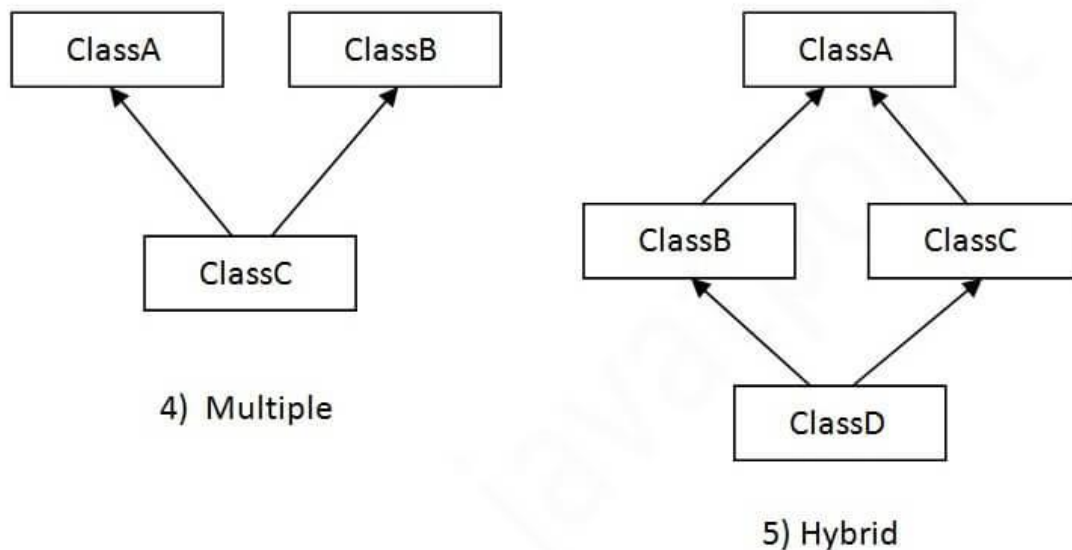 ClassA
ClassB
ClassC
4) Multiple
ClassA
ClassB
ClassC
ClassD
5) Hybrid